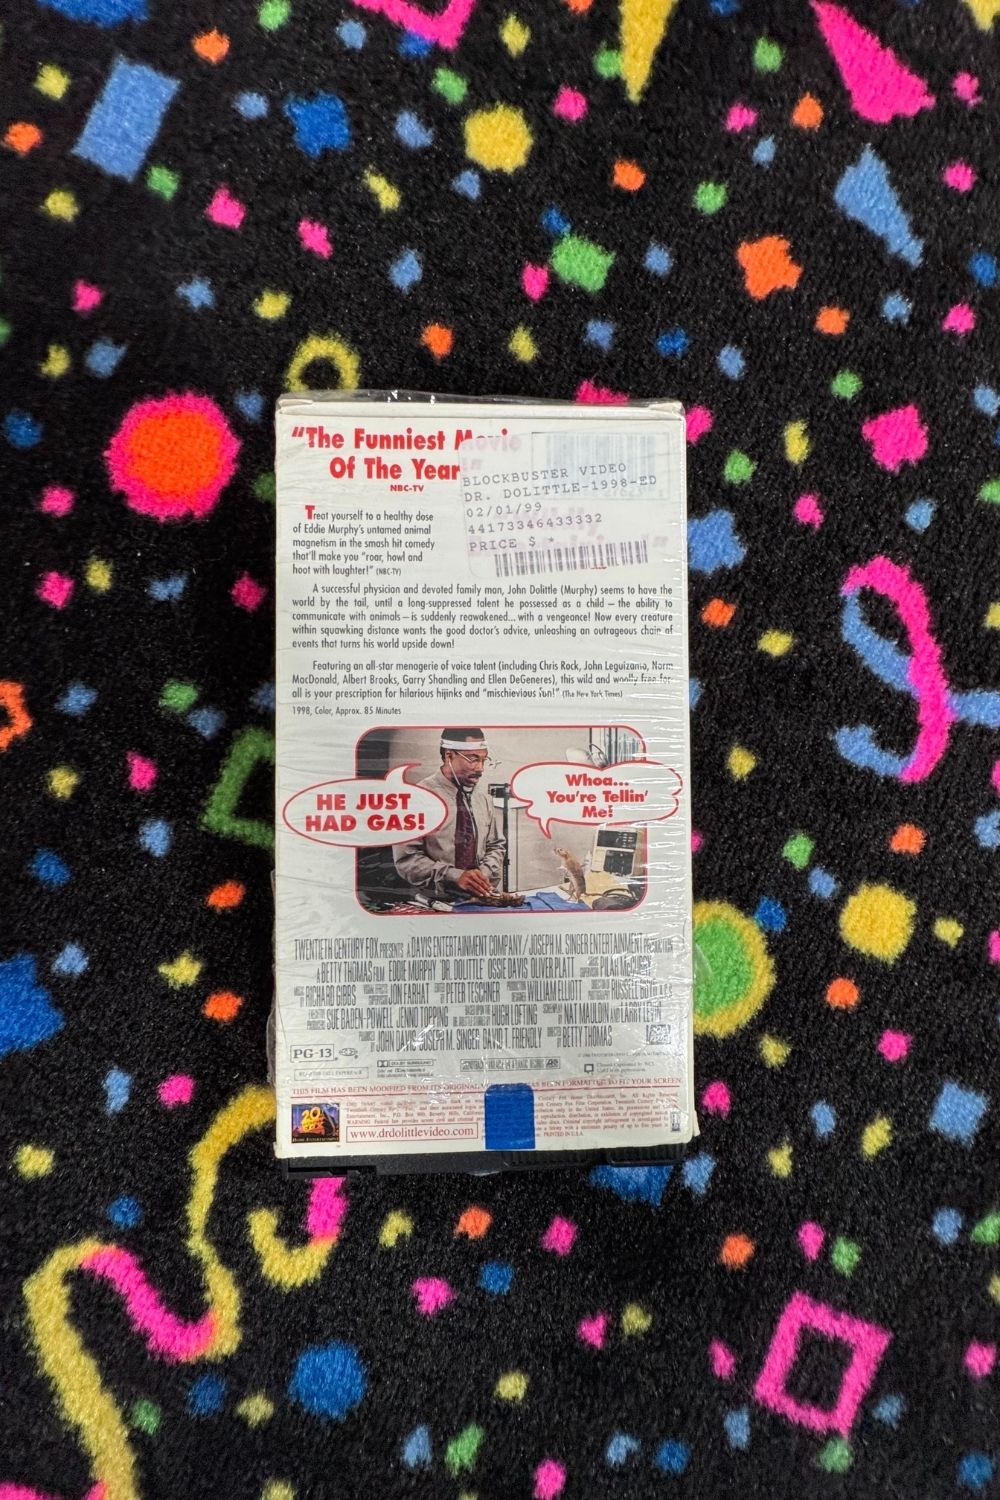 "The Funniest Movie
Of The Year
NBC-TV
BLOCKBUSTER VIDEO
DR. DOLITTLE-1998-ED
02/01/99
44173346433332
PRICE $ *
Treat yourself to a healthy dose
of Eddie Murphy's untamed animal
magnetism in the smash hit comedy
that'll make you "roar, howl and
hoot with laughter!" (NBC-TV)
A successful physician and devoted family man, John Dolittle (Murphy) seems to have the
world by the tail, until a long-suppressed talent he possessed as a child – the ability to
communicate with animals – is suddenly reawakened... with a vengeance! Now every creature
within squawking distance wants the good doctor's advice, unleashing an outrageous chain of
events that turns his world upside down!
Featuring an all-star menagerie of voice talent (including Chris Rock, John Leguizamo, Norm
MacDonald, Albert Brooks, Garry Shandling and Ellen DeGeneres), this wild and woolly free-for-
all is your prescription for hilarious hijinks and "mischievious fun!" (The New York Times)
1998, Color, Approx. 85 Minutes
HE JUST
HAD GAS!
Whoa...
You're Tellin'
Me!
TWENTIETH CENTURY FOX PRESENTS A DAVIS ENTERTAINMENT COMPANY / JOSEPH M. SINGER ENTERTAINMENT PRODUCTION
A BETTY THOMAS FILM EDDIE MURPHY "DR. DOLITTLE" OSSIE DAVIS OLIVER PLATT
RICHARD GIBBS JON FARHAT PETER TESCHNER WILLIAM ELLIOTT RUSSELL
SUE BADEN-POWELL JENNO TOPPING HUGH LOFTING NAT MAULDIN AND LARRY LEVIN
JOHN DAVIS JOSEPH M. SINGER DAVID T. FRIENDLY BETTY THOMAS
PG-13
DOLBY SURROUND
THIS FILM HAS BEEN MODIFIED FROM ITS ORIGINAL HAS BEEN FORMATTED TO FIT YOUR SCREEN.
20
FOX
HOME ENTERTAINMENT
www.drdolittlevideo.com
PRINTED IN U.S.A.